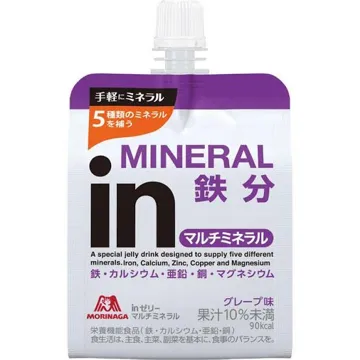 手軽にミネラル
5種類のミネラルを補う
MINERAL
in 鉄分
マルチミネラル
A special jelly drink designed to supply five different
minerals. Iron, Calcium, Zinc, Copper and Magnesium
鉄・カルシウム・亜鉛・銅・マグネシウム
MORINAGA
inゼリー
マルチミネラル
グレープ味
果汁10%未満
90kcal
栄養機能食品(鉄・カルシウム・亜鉛・銅)
食生活は、主食、主菜、副菜を基本に、食事のバランスを。